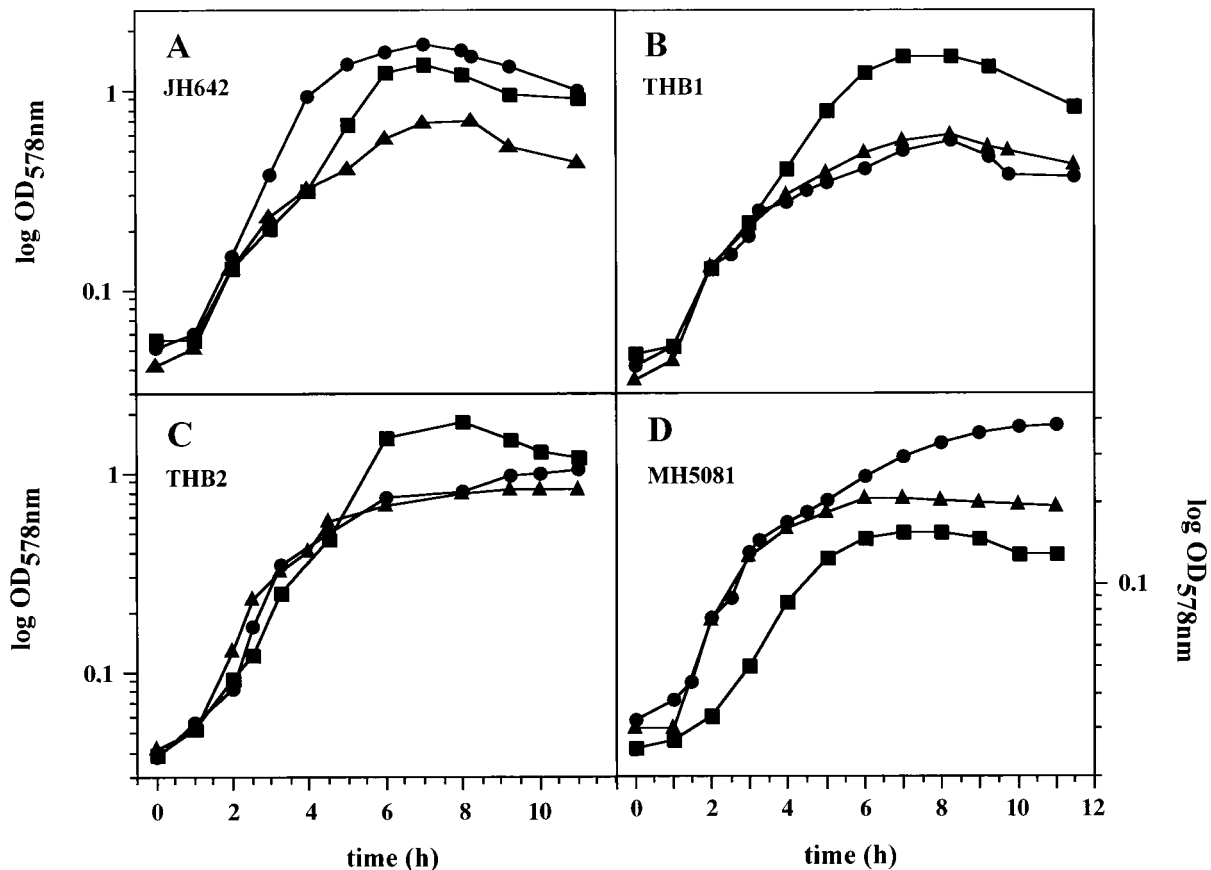 A
JH642
B
THB1
1
0.1
log OD578nm
C
THB2
D
MH5081
1
0.1
log OD578nm
0.1
log OD578nm
0 2 4 6 8 10
0 2 4 6 8 10 12
time (h)
time (h)